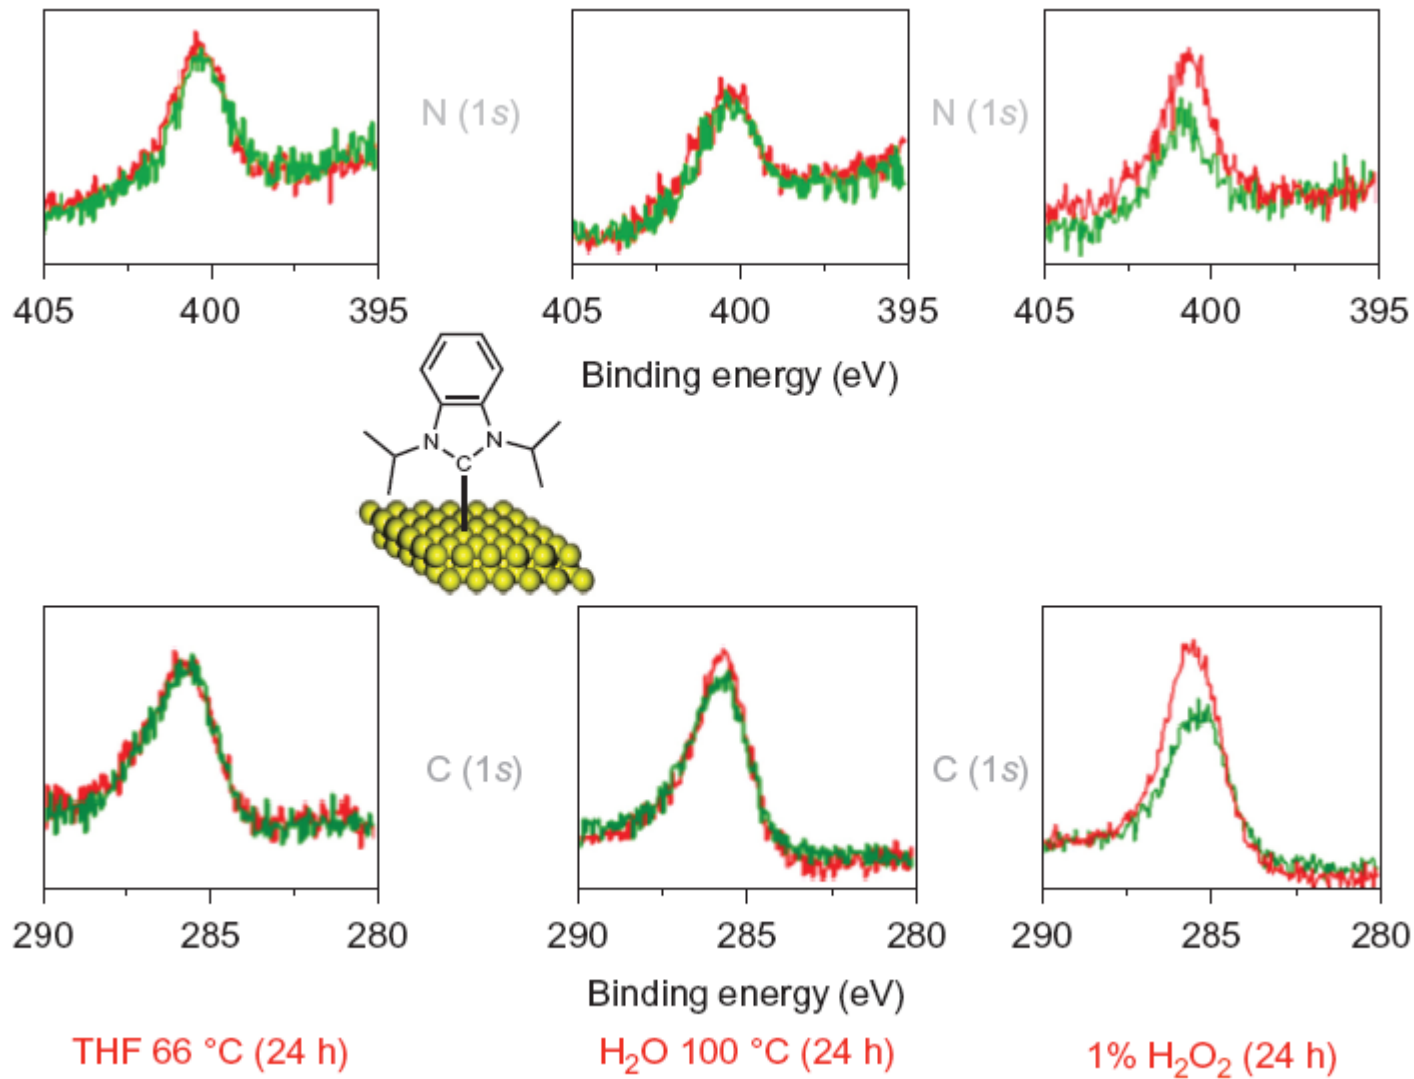 N (1s) N (1s)
405 400 395 405 400 395 405 400 395
Binding energy (eV)
N N
C
C (1s) C (1s)
290 285 280 290 285 280 290 285 280
Binding energy (eV)
THF 66 °C (24 h) H₂O 100 °C (24 h) 1% H₂O₂ (24 h)